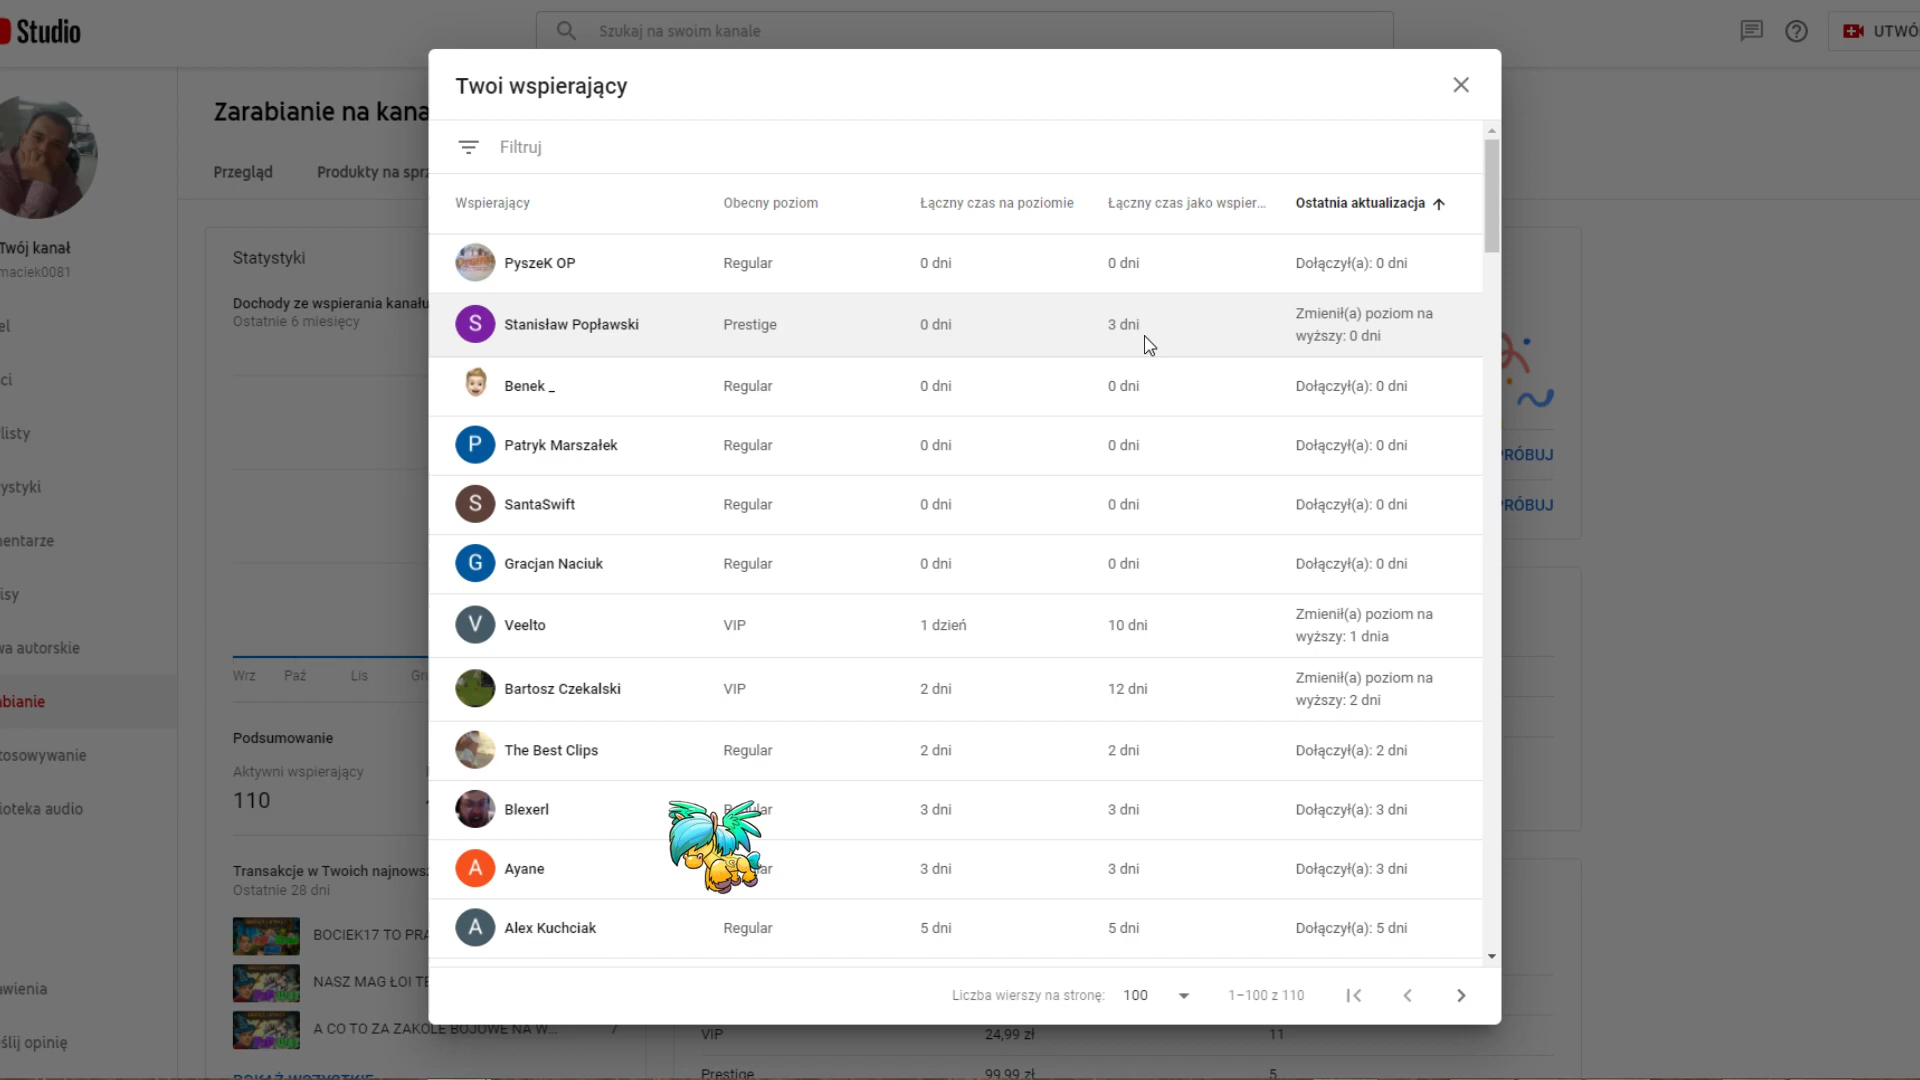 Studio
Szukaj na swoim kanale
Twoi wspierający
Zarabianie na kana
Filtruj
Przegląd
Produkty na sprz
Wspierający Obecny poziom Łączny czas na poziomie Łączny czas jako wspier... Ostatnia aktualizacja
Twój kanał
maciek0081
Statystyki
PyszeK OP Regular 0 dni 0 dni Dołączył(a): 0 dni
Dochody ze wspierania kanału
Ostatnie 6 miesięcy
S Stanisław Popławski Prestige 0 dni 3 dni Zmienił(a) poziom na
wyższy: 0 dni
Benek _ Regular 0 dni 0 dni Dołączył(a): 0 dni
P Patryk Marszałek Regular 0 dni 0 dni Dołączył(a): 0 dni
S SantaSwift Regular 0 dni 0 dni Dołączył(a): 0 dni
G Gracjan Naciuk Regular 0 dni 0 dni Dołączył(a): 0 dni
V Veelto VIP 1 dzień 10 dni Zmienił(a) poziom na
wyższy: 1 dnia
Wrz Paź Lis
Bartosz Czekalski VIP 2 dni 12 dni Zmienił(a) poziom na
wyższy: 2 dni
Podsumowanie
Aktywni wspierający
110
The Best Clips Regular 2 dni 2 dni Dołączył(a): 2 dni
Blexerl 3 dni 3 dni Dołączył(a): 3 dni
A Ayane 3 dni 3 dni Dołączył(a): 3 dni
Transakcje w Twoich najnowsz
Ostatnie 28 dni
A Alex Kuchciak Regular 5 dni 5 dni Dołączył(a): 5 dni
BOCIEK17 TO PRA
NASZ MAG ŁOI TE
A CO TO ZA ZAKOLE BOJOWE NA W... 7
Liczba wierszy na stronę: 100 1–100 z 110
VIP 24,99 zł 11
Prestige 99,99 zł 5